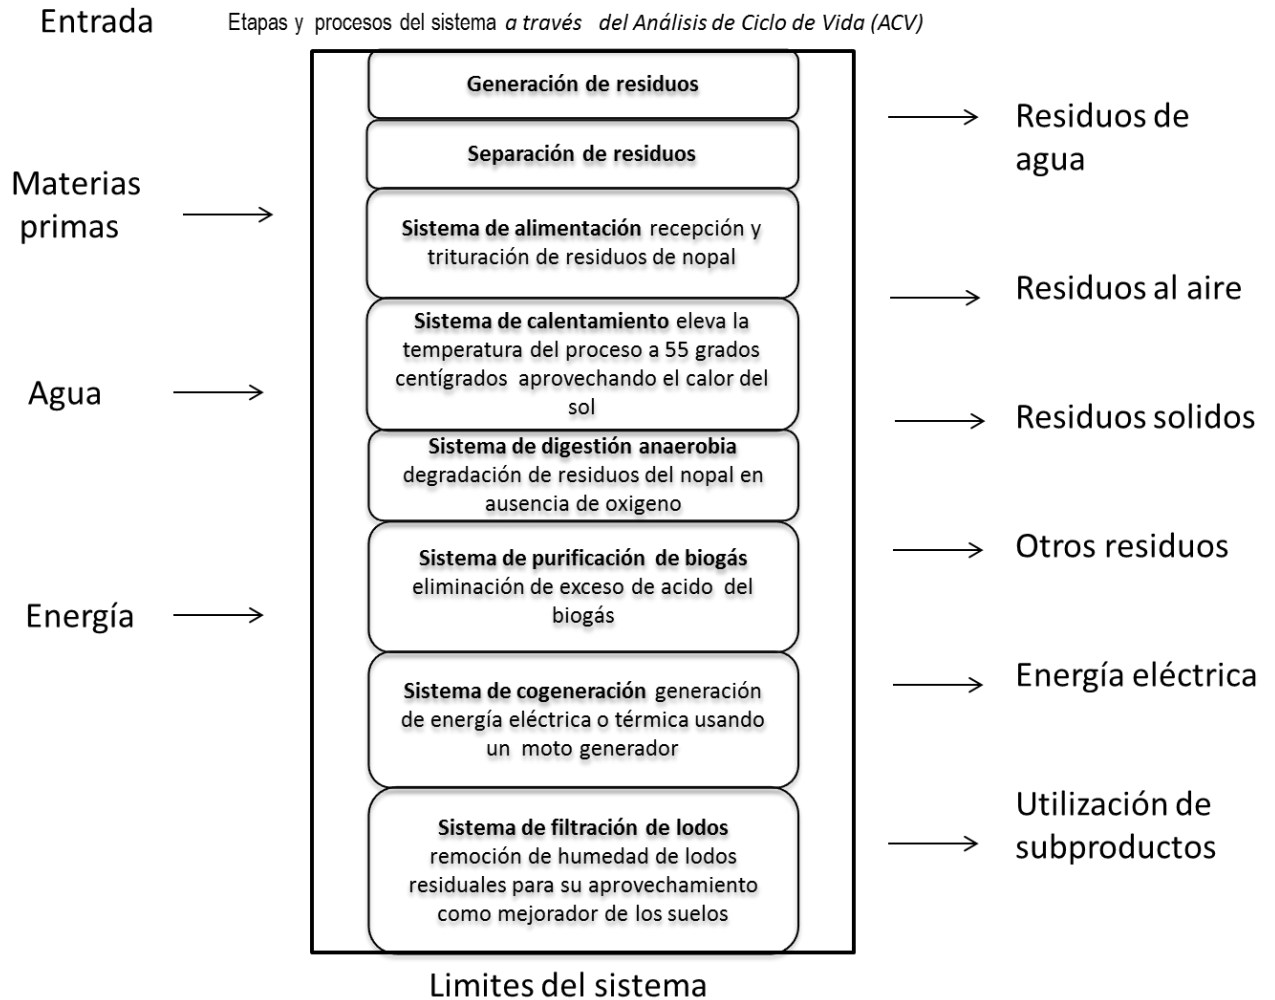 Entrada
Etapas y procesos del sistema a través del Análisis de Ciclo de Vida (ACV)
Materias
primas
Agua
Energía
Generación de residuos
Separación de residuos
Sistema de alimentación recepción y
trituración de residuos de nopal
Sistema de calentamiento eleva la
temperatura del proceso a 55 grados
centígrados aprovechando el calor del
sol
Sistema de digestión anaerobia
degradación de residuos del nopal en
ausencia de oxigeno
Sistema de purificación de biogás
eliminación de exceso de acido del
biogás
Sistema de cogeneración generación
de energía eléctrica o térmica usando
un moto generador
Sistema de filtración de lodos
remoción de humedad de lodos
residuales para su aprovechamiento
como mejorador de los suelos
Residuos de
agua
Residuos al aire
Residuos solidos
Otros residuos
Energía eléctrica
Utilización de
subproductos
Limites del sistema